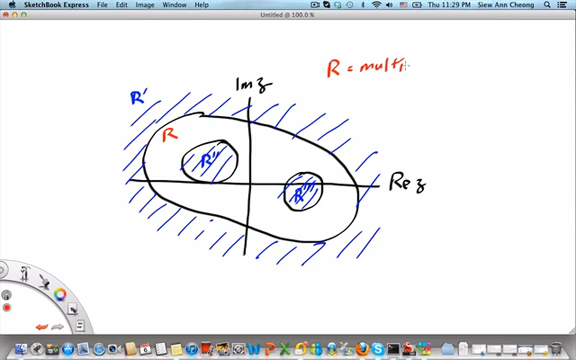 SketchBook Express File Edit Image Window Help Thu 11:29 PM Siew Ann Cheong
Untitled @ 100.0 %
R = multi
Im z
R'
R
R''
R'''
Re z